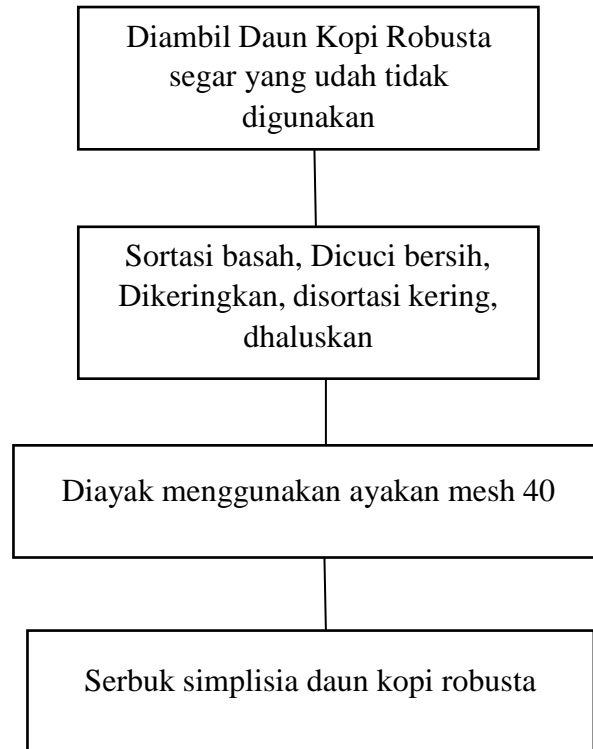 Diambil Daun Kopi Robusta
segar yang udah tidak
digunakan
Sortasi basah, Dicuci bersih,
Dikeringkan, disortasi kering,
dhaluskan
Diayak menggunakan ayakan mesh 40
Serbuk simplisia daun kopi robusta